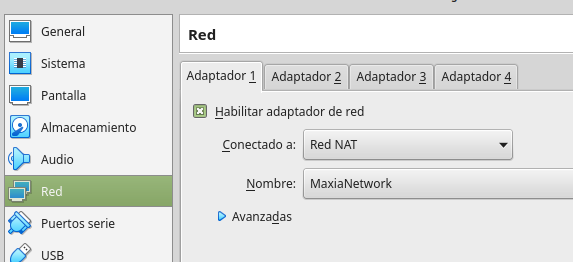 General
Sistema
Pantalla
Almacenamiento
Audio
Red
Puertos serie
USB
Red
Adaptador 1 Adaptador 2 Adaptador 3 Adaptador 4
Habilitar adaptador de red
Conectado a: Red NAT
Nombre: MaxiaNetwork
Avanzadas